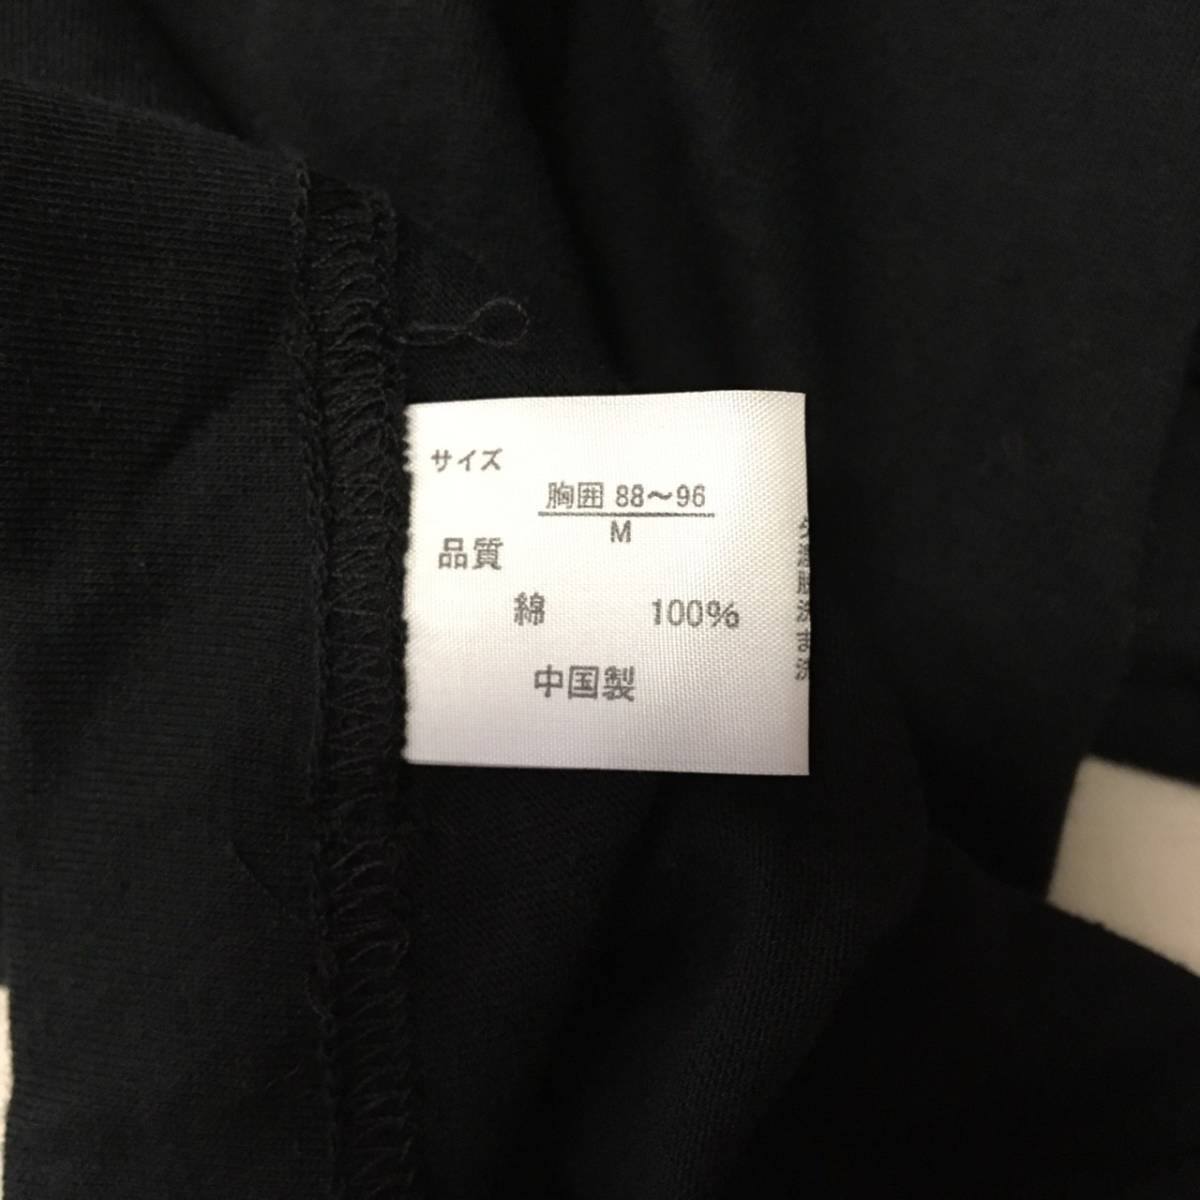 サイズ
胸囲 88〜96
M
品質
綿 100%
中国製